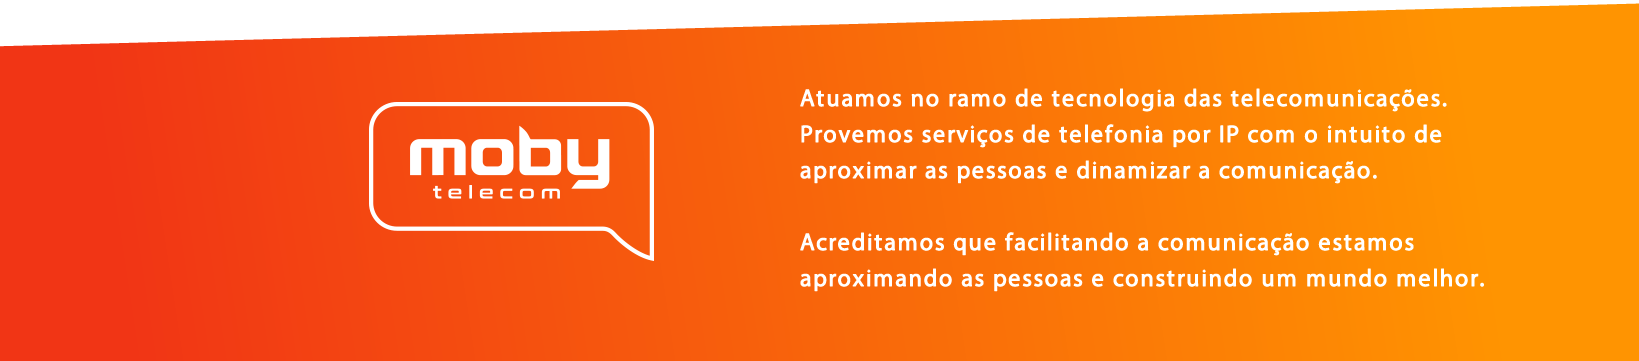 moby
telecom
Atuamos no ramo de tecnologia das telecomunicações.
Provemos serviços de telefonia por IP com o intuito de
aproximar as pessoas e dinamizar a comunicação.
Acreditamos que facilitando a comunicação estamos
aproximando as pessoas e construindo um mundo melhor.